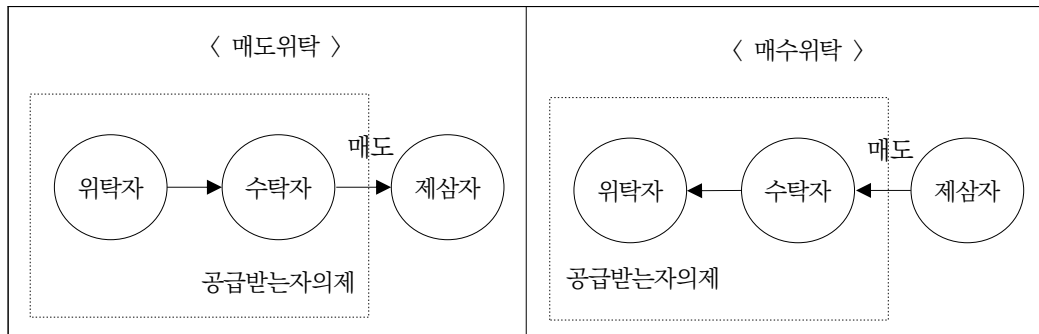 〈 매도위탁 〉
매도
위탁자
수탁자
제삼자
공급받는자의제
〈 매수위탁 〉
매도
위탁자
수탁자
제삼자
공급받는자의제